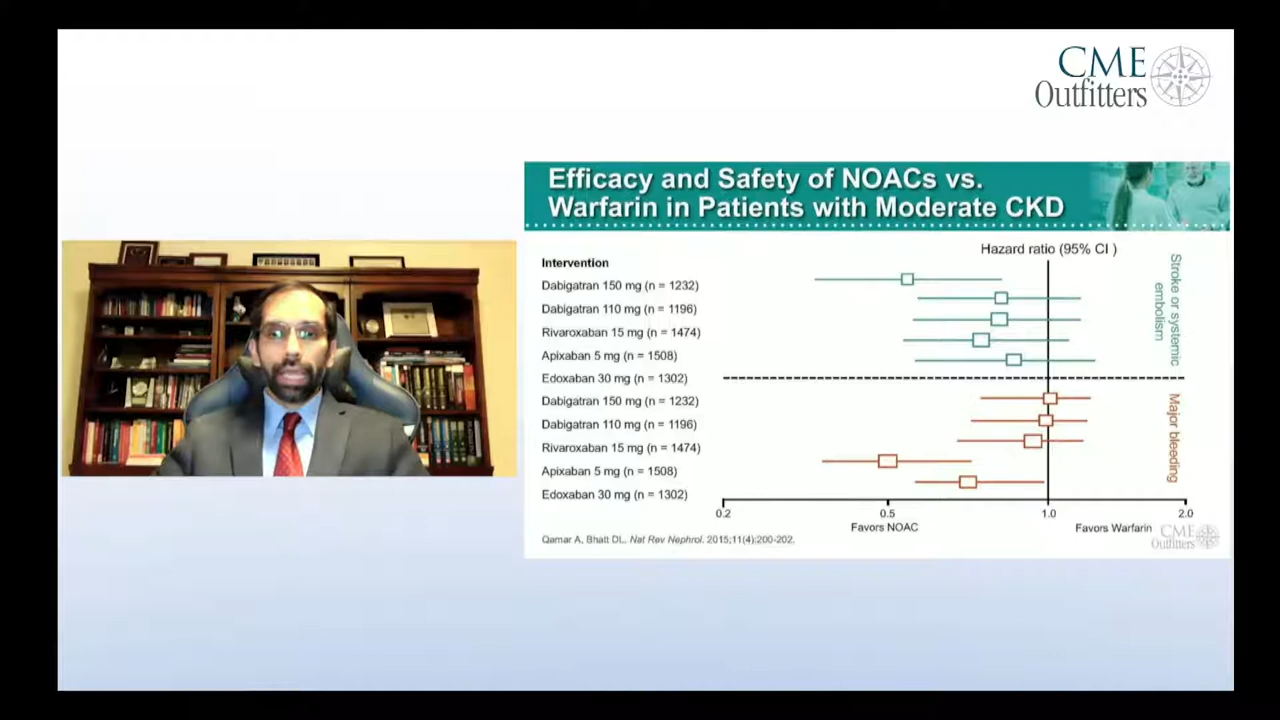 CME
Outfitters
Efficacy and Safety of NOACs vs.
Warfarin in Patients with Moderate CKD
Hazard ratio (95% CI )
Intervention
Dabigatran 150 mg (n = 1232)
Dabigatran 110 mg (n = 1196)
Rivaroxaban 15 mg (n = 1474)
Apixaban 5 mg (n = 1508)
Edoxaban 30 mg (n = 1302)
Stroke or systemic
embolism
Dabigatran 150 mg (n = 1232)
Dabigatran 110 mg (n = 1196)
Rivaroxaban 15 mg (n = 1474)
Apixaban 5 mg (n = 1508)
Edoxaban 30 mg (n = 1302)
Major bleeding
0.2 0.5 1.0 2.0
Favors NOAC Favors Warfarin
Qamar A, Bhatt DL. Nat Rev Nephrol. 2015;11(4):200-202.
CME
Outfitters